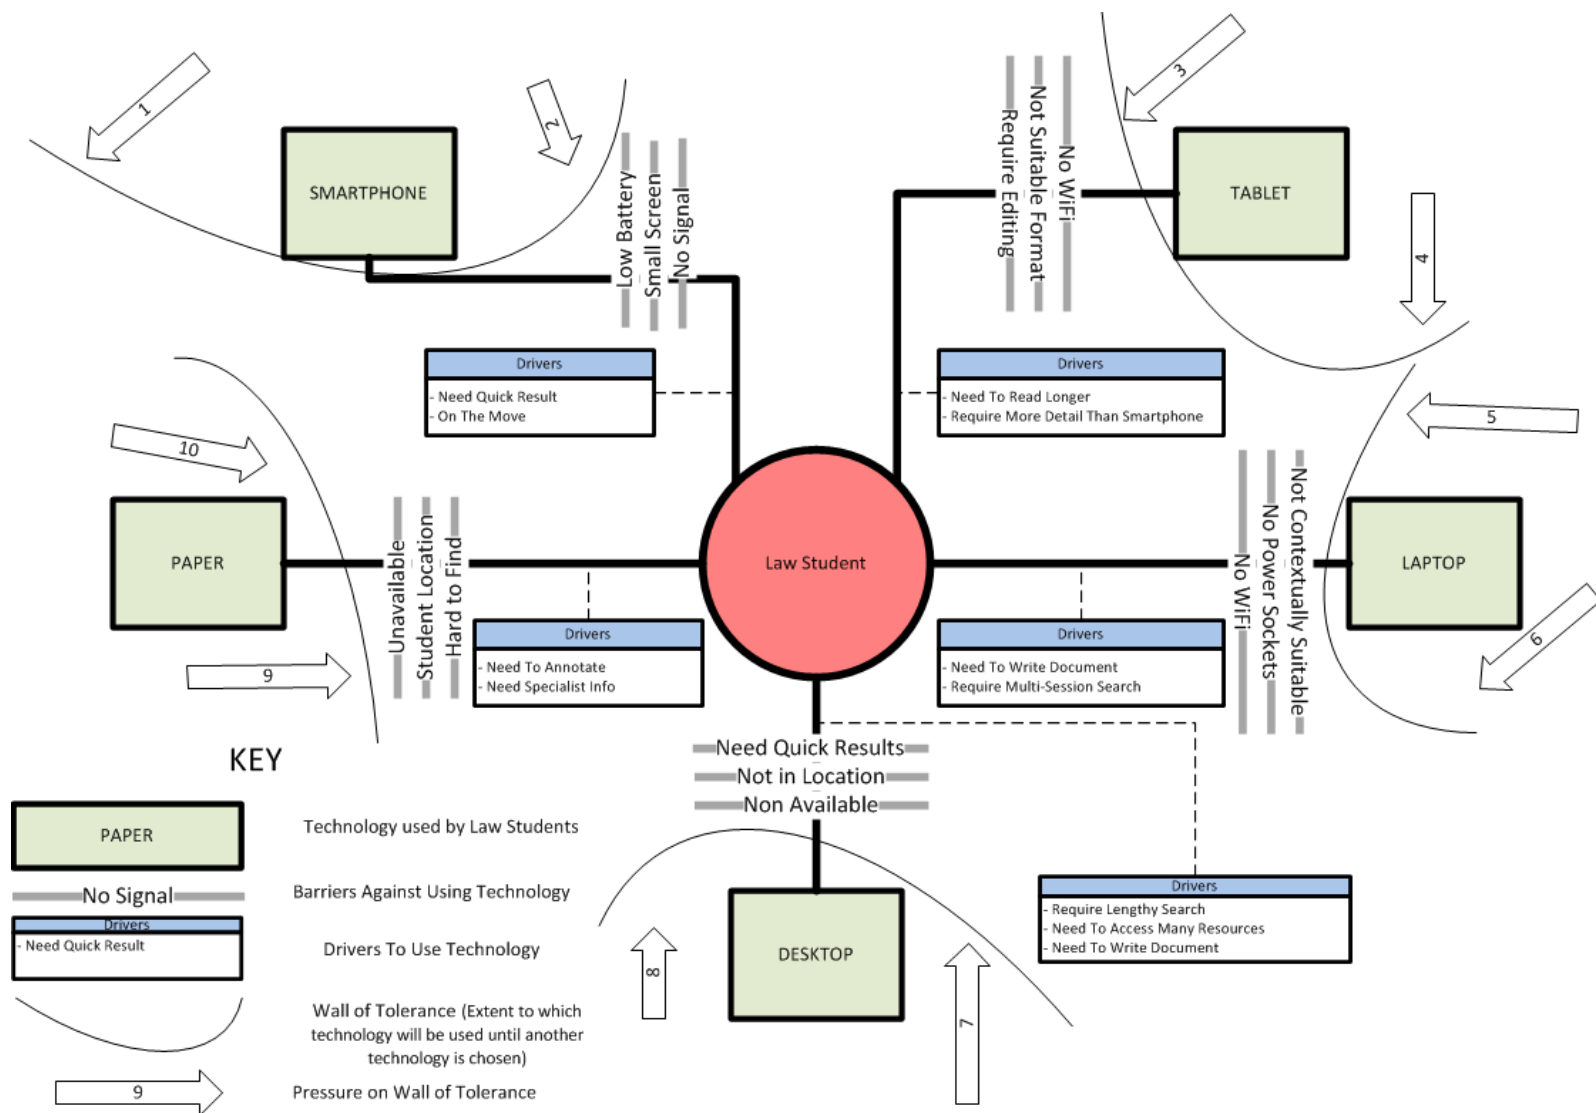 1
2
3
SMARTPHONE
Low Battery
Small Screen
No Signal
Require Editing
Not Suitable Format
No WiFi
TABLET
4
Drivers
- Need Quick Result
- On The Move
Drivers
- Need To Read Longer
- Require More Detail Than Smartphone
5
10
PAPER
Unavailable
Student Location
Hard to Find
Law Student
No WiFi
No Power Sockets
Not Contextually Suitable
LAPTOP
6
9
Drivers
- Need To Annotate
- Need Specialist Info
Drivers
- Need To Write Document
- Require Multi-Session Search
Need Quick Results
Not in Location
Non Available
DESKTOP
8
7
Drivers
- Require Lengthy Search
- Need To Access Many Resources
- Need To Write Document
KEY
PAPER
Technology used by Law Students
No Signal
Barriers Against Using Technology
Drivers
- Need Quick Result
Drivers To Use Technology
Wall of Tolerance (Extent to which
technology will be used until another
technology is chosen)
9
Pressure on Wall of Tolerance